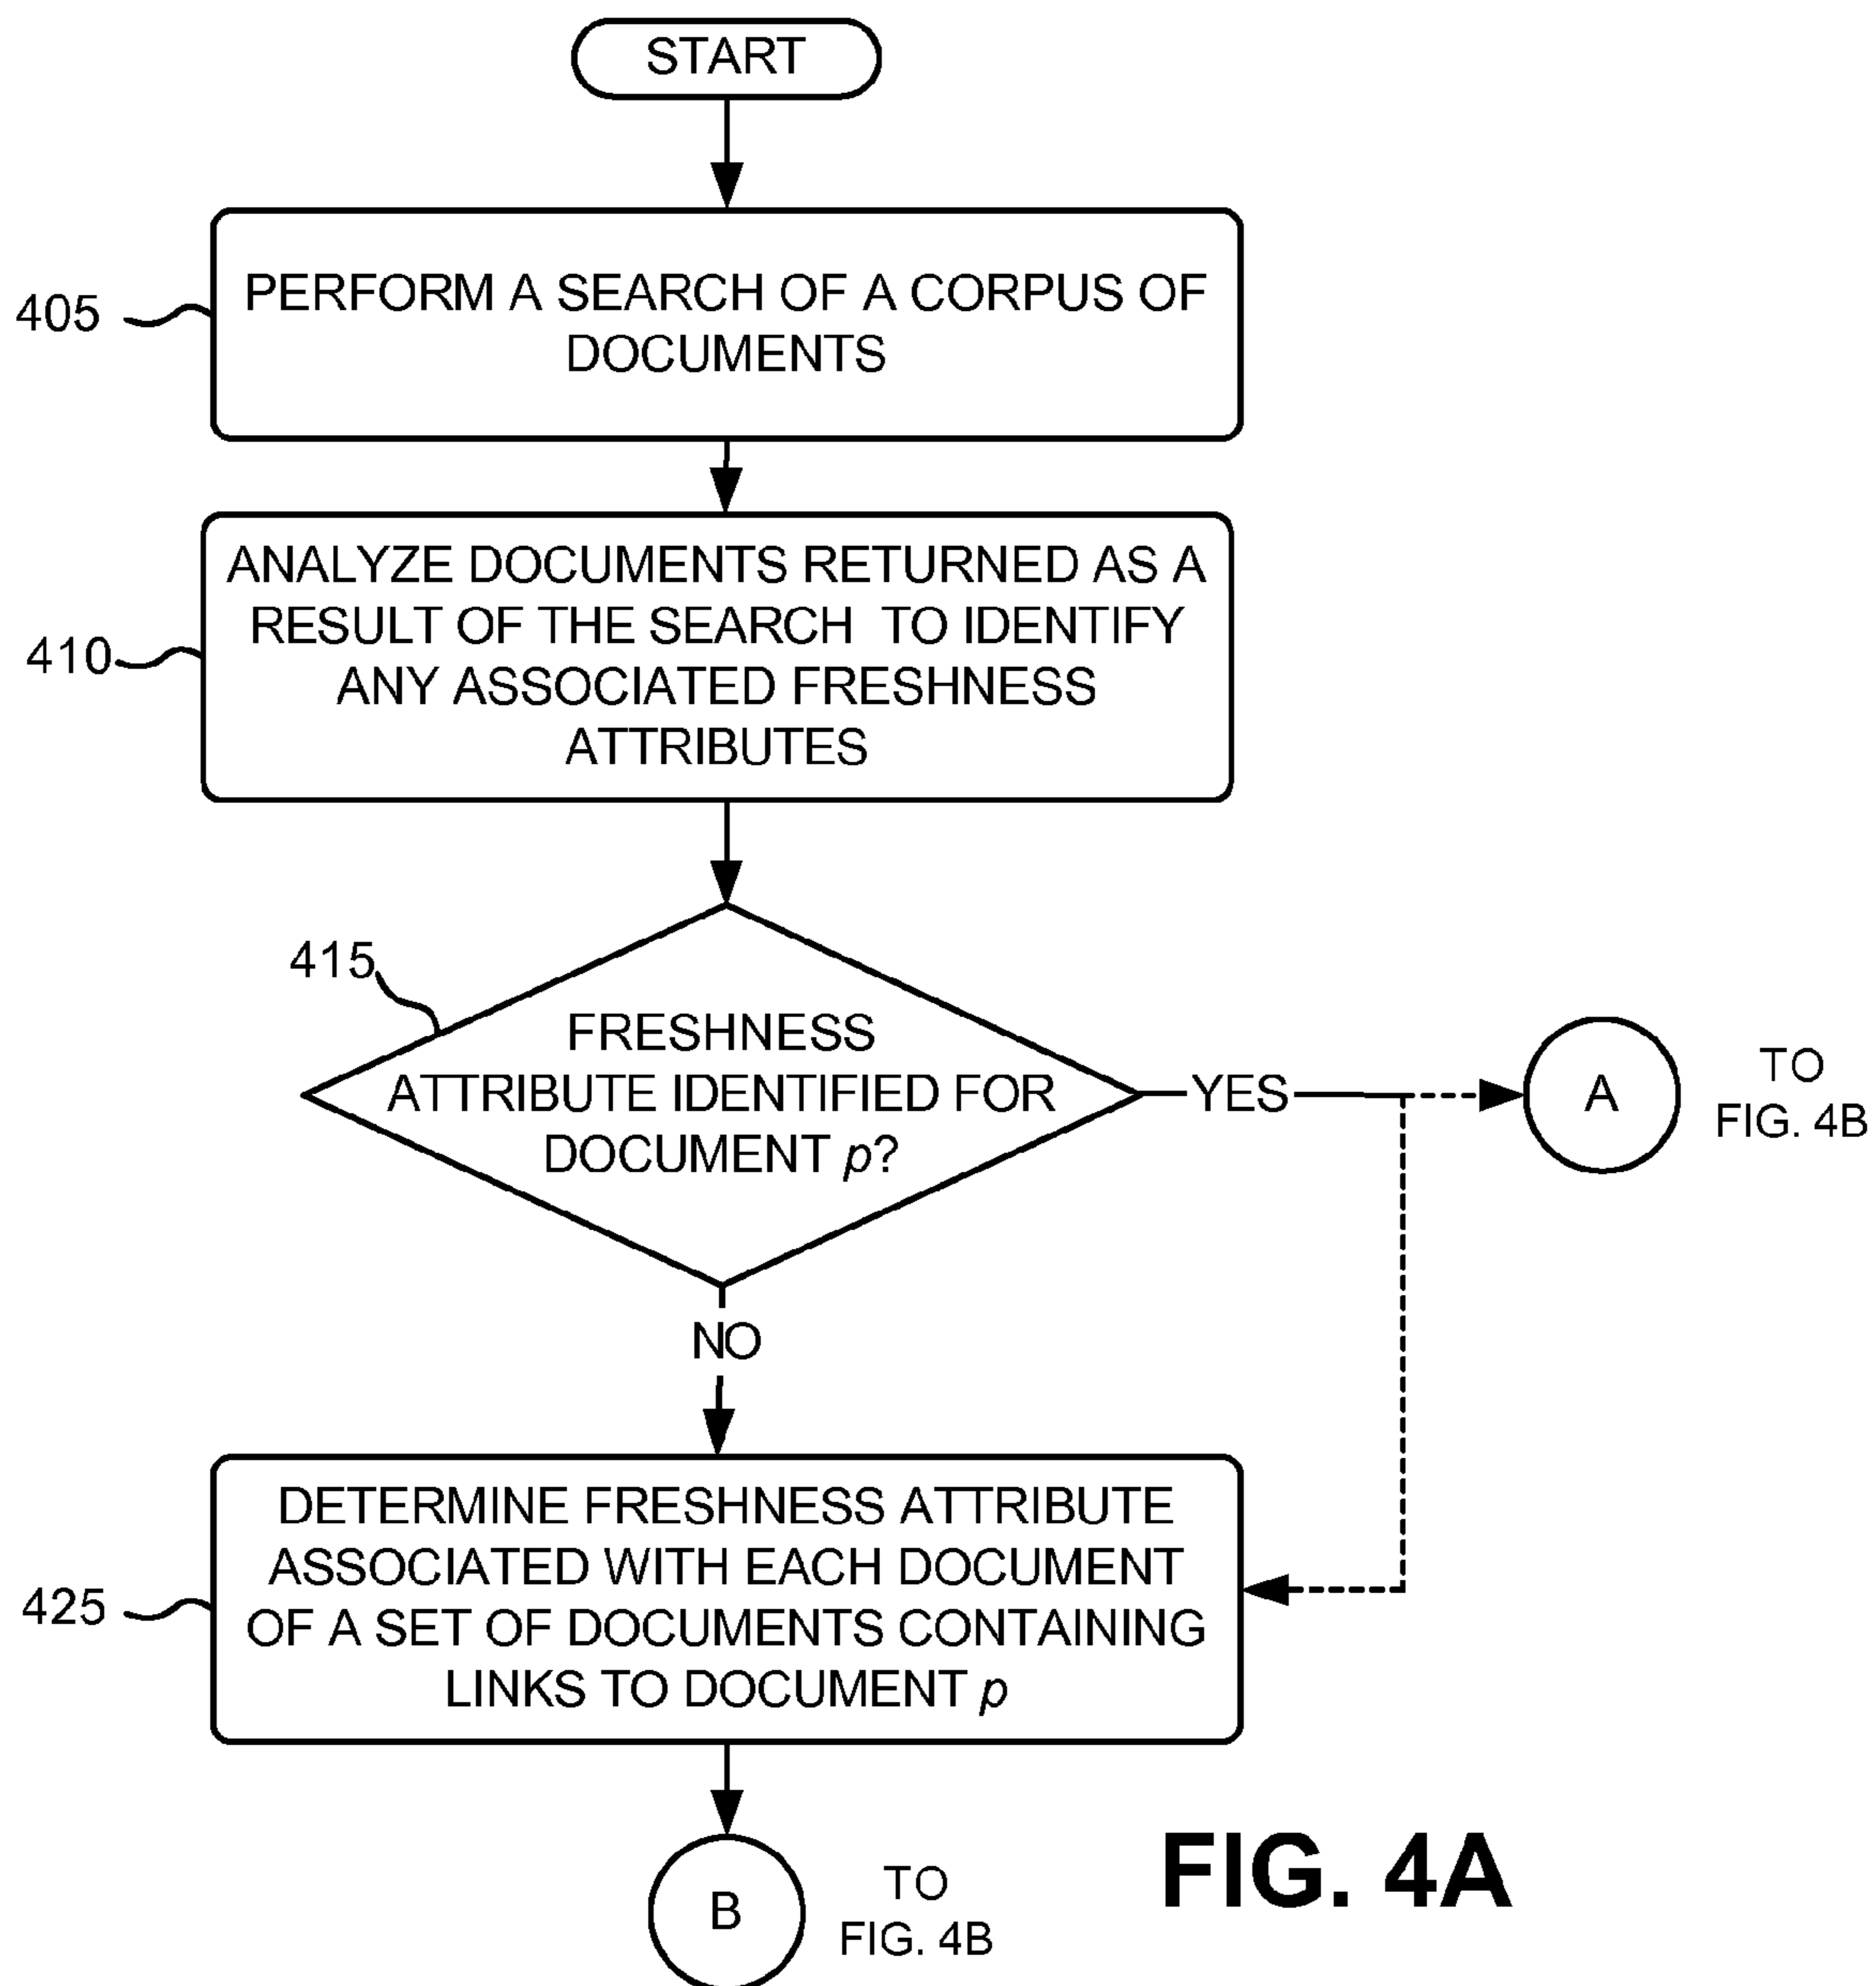 START
405
PERFORM A SEARCH OF A CORPUS OF
DOCUMENTS
410
ANALYZE DOCUMENTS RETURNED AS A
RESULT OF THE SEARCH TO IDENTIFY
ANY ASSOCIATED FRESHNESS
ATTRIBUTES
415
FRESHNESS
ATTRIBUTE IDENTIFIED FOR
DOCUMENT p?
YES
A
TO
FIG. 4B
NO
425
DETERMINE FRESHNESS ATTRIBUTE
ASSOCIATED WITH EACH DOCUMENT
OF A SET OF DOCUMENTS CONTAINING
LINKS TO DOCUMENT p
B
TO
FIG. 4B
FIG. 4A